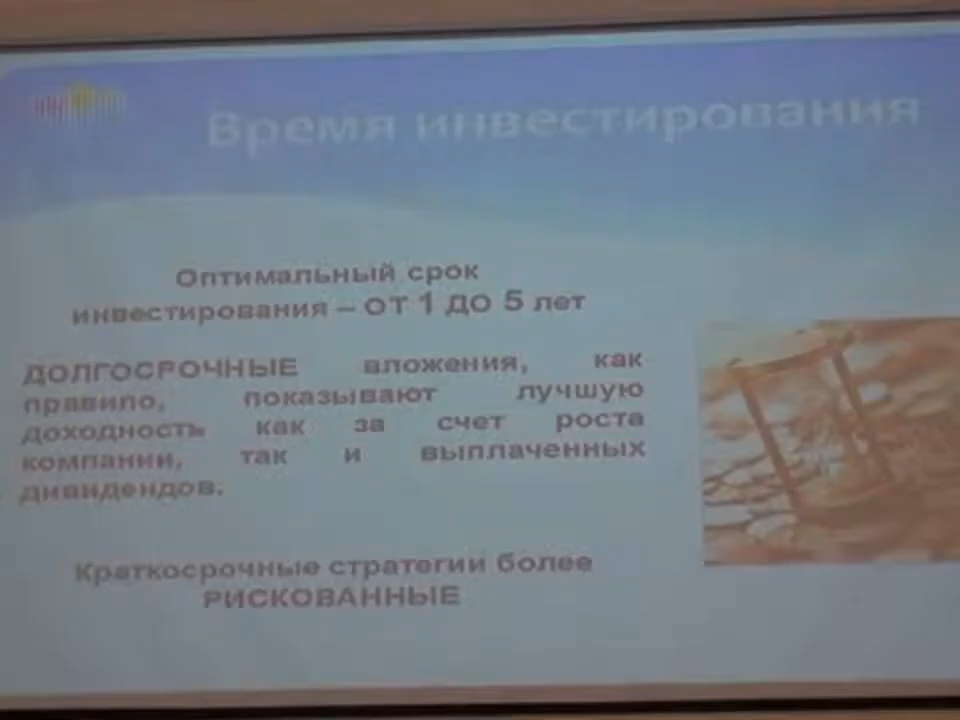 Время инвестирования
Оптимальный срок
инвестирования – ОТ 1 ДО 5 лет
ДОЛГОСРОЧНЫЕ вложения, как
правило, показывают лучшую
доходность как за счет роста
компании, так и выплаченных
дивидендов.
Краткосрочные стратегии более
РИСКОВАННЫЕ